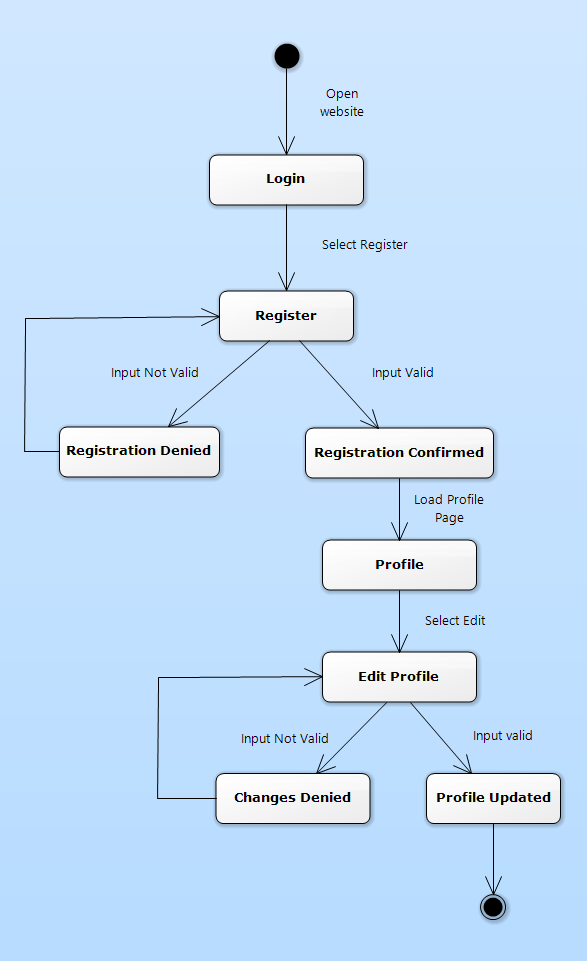 Open
website
Login
Select Register
Register
Input Not Valid
Input Valid
Registration Denied
Registration Confirmed
Load Profile
Page
Profile
Select Edit
Edit Profile
Input Not Valid
Input valid
Changes Denied
Profile Updated